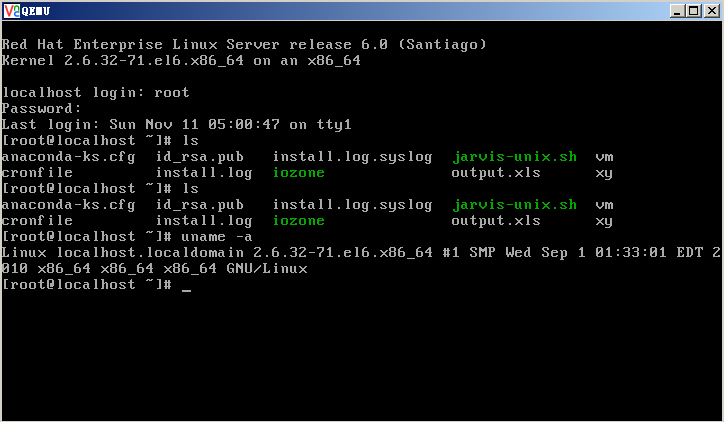 QEMU
Red Hat Enterprise Linux Server release 6.0 (Santiago)
Kernel 2.6.32-71.el6.x86_64 on an x86_64
localhost login: root
Password:
Last login: Sun Nov 11 05:00:47 on tty1
[root@localhost ~]# ls
anaconda-ks.cfg  id_rsa.pub   install.log.syslog  jarvis-unix.sh  vm
cronfile         install.log  iozone              output.xls      xy
[root@localhost ~]# ls
anaconda-ks.cfg  id_rsa.pub   install.log.syslog  jarvis-unix.sh  vm
cronfile         install.log  iozone              output.xls      xy
[root@localhost ~]# uname -a
Linux localhost.localdomain 2.6.32-71.el6.x86_64 #1 SMP Wed Sep 1 01:33:01 EDT 2
010 x86_64 x86_64 x86_64 GNU/Linux
[root@localhost ~]# _